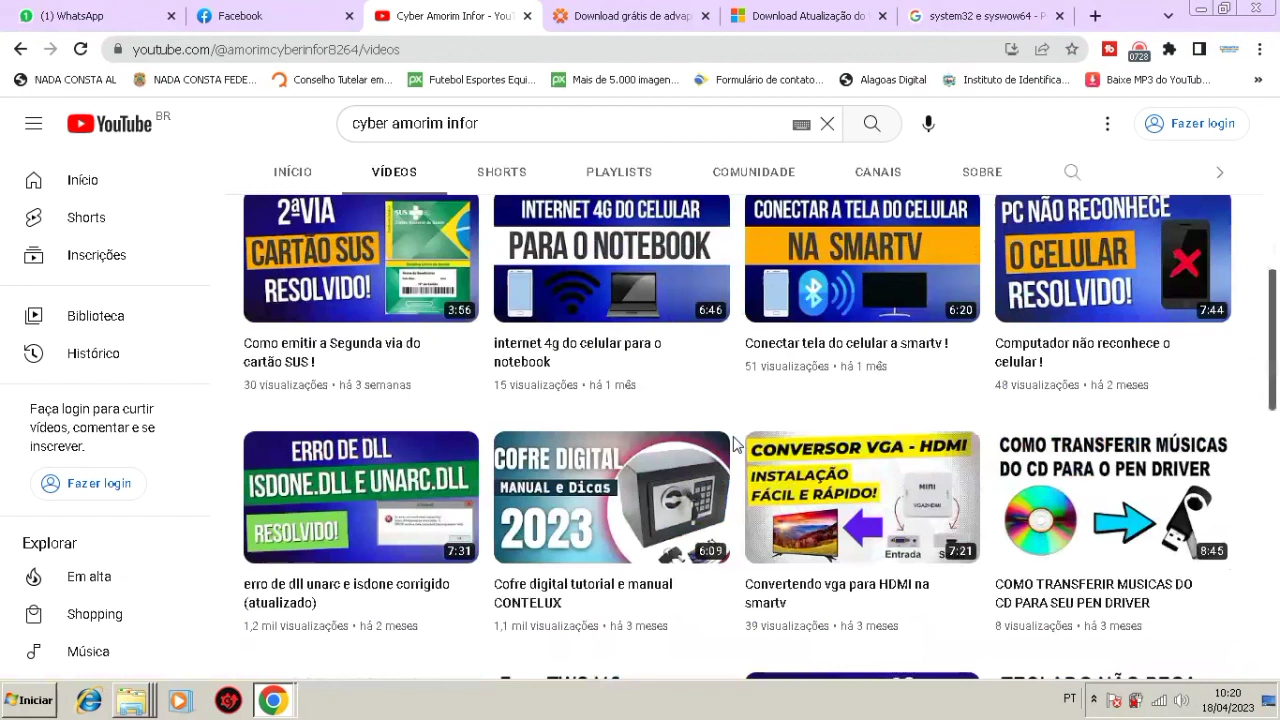 (1) WhatsApp
Facebook
Cyber Amorim Infor - YouT
Download grátis de advap
Download Atualização do
system32 e syswow64 - P
youtube.com/@amorimcyberinfor8264/videos
0728
NADA CONSTA AL
NADA CONSTA FEDE...
Conselho Tutelar em...
Futebol Esportes Equi...
Mais de 5.000 imagen...
Formulário de contato...
Alagoas Digital
Instituto de Identifica...
Baixe MP3 do YouTub...
YouTube BR
cyber amorim infor
Fazer login
INÍCIO
VÍDEOS
SHORTS
PLAYLISTS
COMUNIDADE
CANAIS
SOBRE
Início
Shorts
Inscrições
Biblioteca
Histórico
Faça login para curtir
vídeos, comentar e se
inscrever.
Fazer login
Explorar
Em alta
Shopping
Música
2ªVIA
CARTÃO SUS
RESOLVIDO!
SUS
3:56
Como emitir a Segunda via do
cartão SUS !
30 visualizações • há 3 semanas
INTERNET 4G DO CELULAR
PARA O NOTEBOOK
6:46
internet 4g do celular para o
notebook
15 visualizações • há 1 mês
CONECTAR A TELA DO CELULAR
NA SMARTV
6:20
Conectar tela do celular a smartv !
51 visualizações • há 1 mês
PC NÃO RECONHECE
O CELULAR
RESOLVIDO!
7:44
Computador não reconhece o
celular !
48 visualizações • há 2 meses
ERRO DE DLL
ISDONE.DLL E UNARC.DLL
RESOLVIDO!
7:31
erro de dll unarc e isdone corrigido
(atualizado)
1,2 mil visualizações • há 2 meses
COFRE DIGITAL
MANUAL e Dicas
2023
6:09
Cofre digital tutorial e manual
CONTELUX
1,1 mil visualizações • há 3 meses
CONVERSOR VGA - HDMI
INSTALAÇÃO
FÁCIL E RÁPIDO!
MINI
VGA2HDMI
Entrada
7:21
Convertendo vga para HDMI na
smartv
39 visualizações • há 3 meses
COMO TRANSFERIR MÚSICAS
DO CD PARA O PEN DRIVER
8:45
COMO TRANSFERIR MUSICAS DO
CD PARA SEU PEN DRIVER
8 visualizações • há 3 meses
Iniciar
PT
10:20
18/04/2023